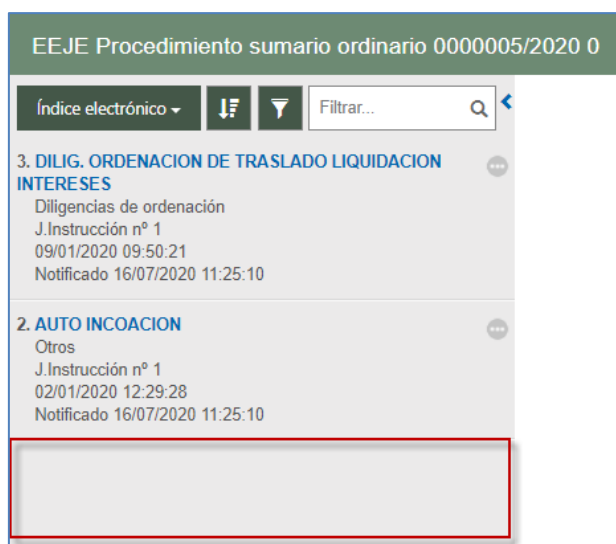 EEJE Procedimiento sumario ordinario 0000005/2020 0
Índice electrónico
Filtrar...
3. DILIG. ORDENACION DE TRASLADO LIQUIDACION
INTERESES
Diligencias de ordenación
J.Instrucción nº 1
09/01/2020 09:50:21
Notificado 16/07/2020 11:25:10
2. AUTO INCOACION
Otros
J.Instrucción nº 1
02/01/2020 12:29:28
Notificado 16/07/2020 11:25:10